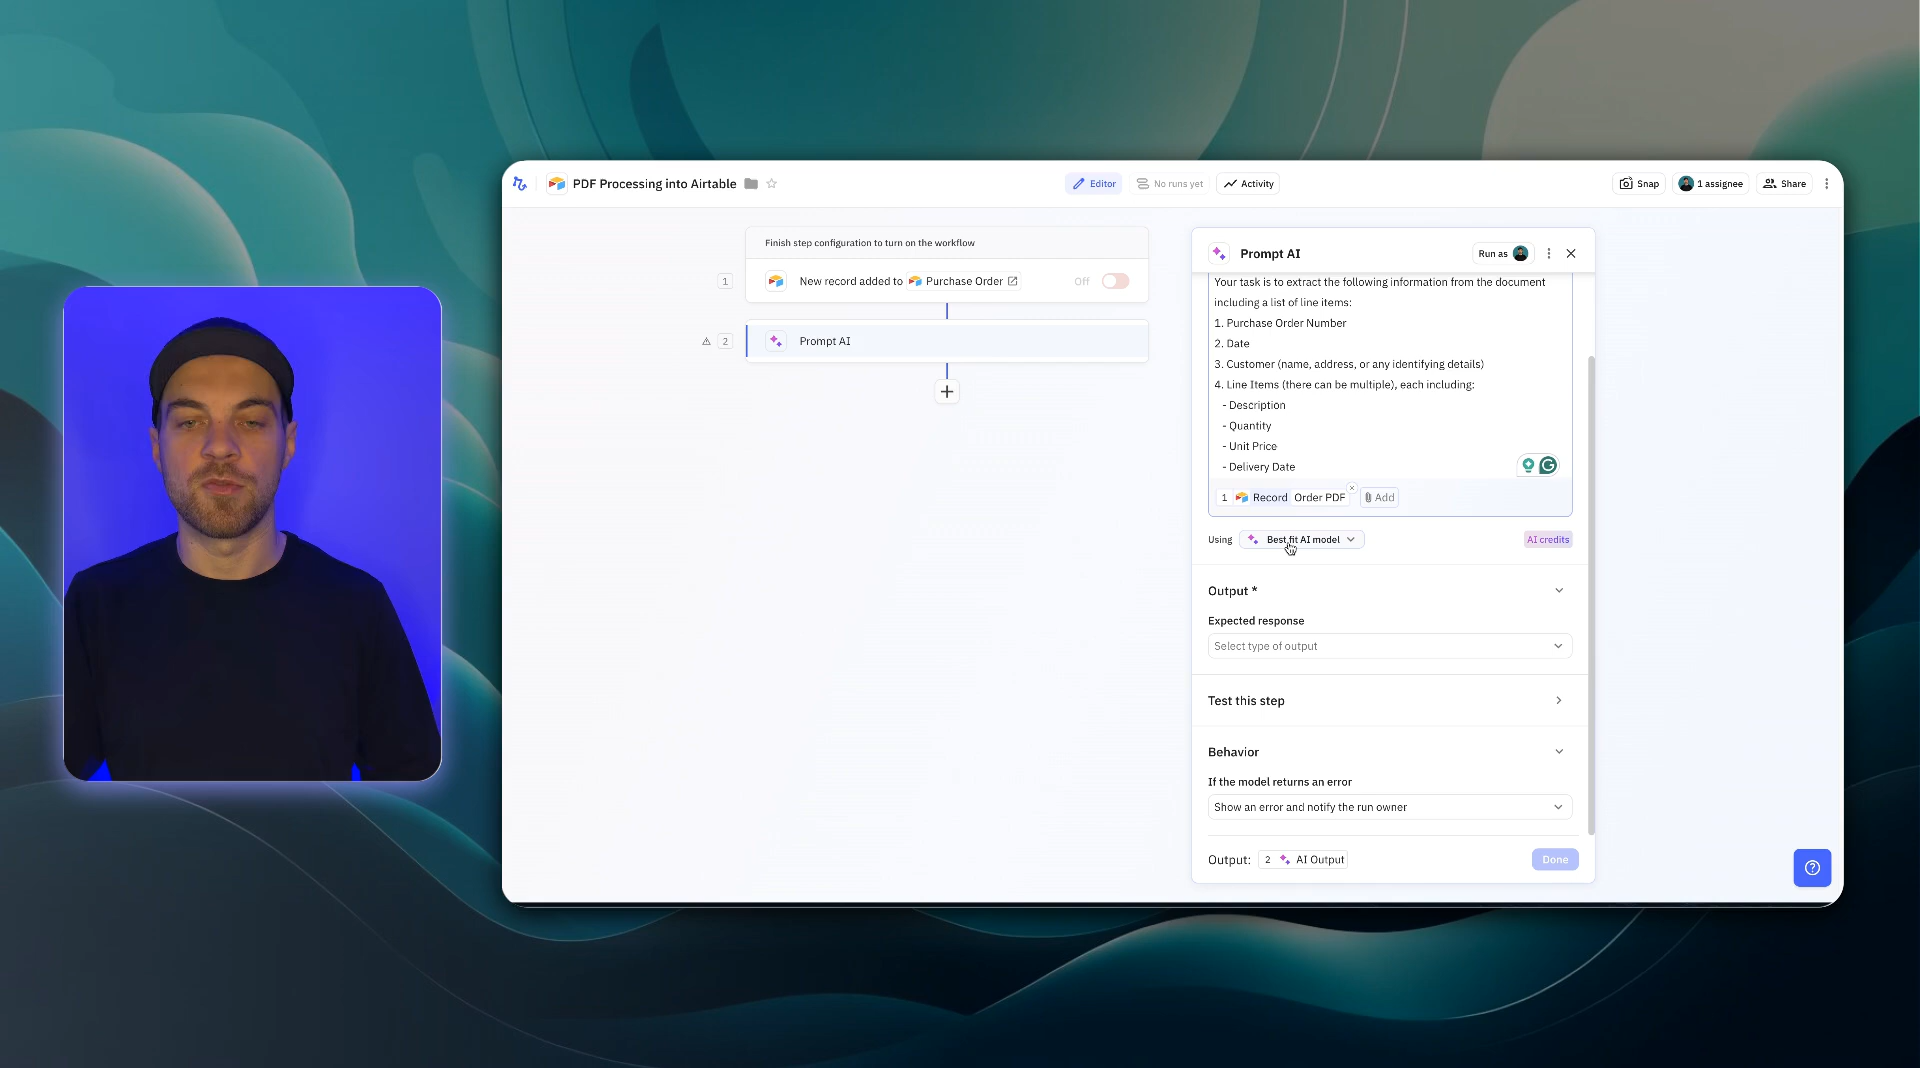 PDF Processing into Airtable
Editor
No runs yet
Activity
Snap
1 assignee
Share
Finish step configuration to turn on the workflow
1
New record added to Purchase Order
Off
2
Prompt AI
Prompt AI
Run as
Your task is to extract the following information from the document
including a list of line items:
1. Purchase Order Number
2. Date
3. Customer (name, address, or any identifying details)
4. Line Items (there can be multiple), each including:
- Description
- Quantity
- Unit Price
- Delivery Date
1 Record Order PDF
Add
Using
Best fit AI model
AI credits
Output *
Expected response
Select type of output
Test this step
Behavior
If the model returns an error
Show an error and notify the run owner
Output: 2 AI Output
Done